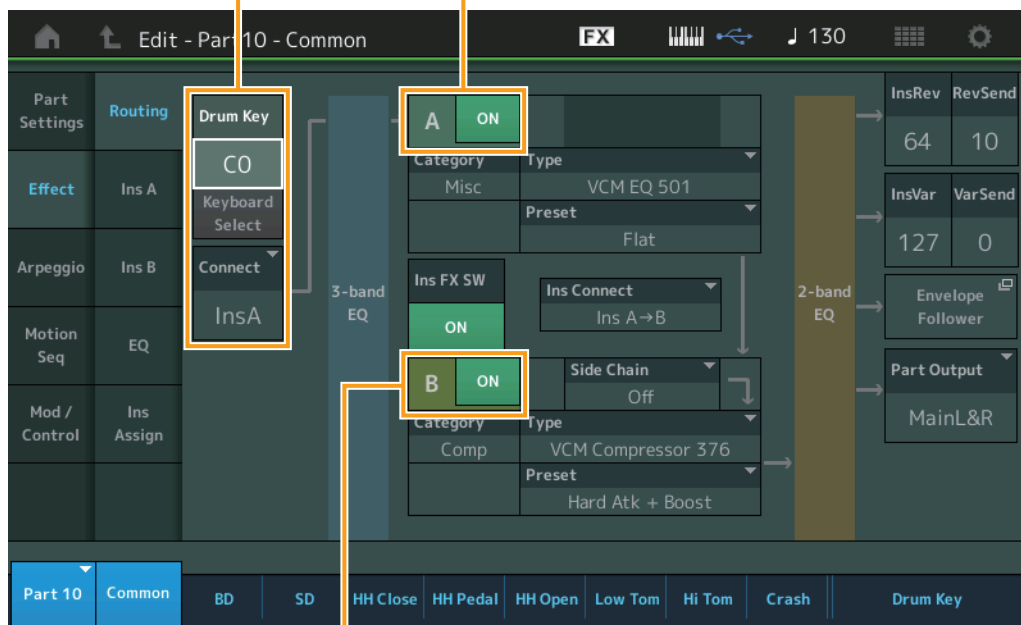 Edit - Part10 - Common
FX
130
Part
Settings
Effect
Arpeggio
Motion
Seq
Mod /
Control
Routing
Ins A
Ins B
EQ
Ins
Assign
Drum Key
C0
Keyboard
Select
Connect
InsA
3-band
EQ
A
ON
Category
Misc
Type
VCM EQ 501
Preset
Flat
Ins FX SW
ON
Ins Connect
Ins A→B
B
ON
Side Chain
Off
Category
Comp
Type
VCM Compressor 376
Preset
Hard Atk + Boost
2-band
EQ
InsRev
RevSend
64
10
InsVar
VarSend
127
0
Envelope
Follower
Part Output
MainL&R
Part 10
Common
BD
SD
HH Close
HH Pedal
HH Open
Low Tom
Hi Tom
Crash
Drum Key